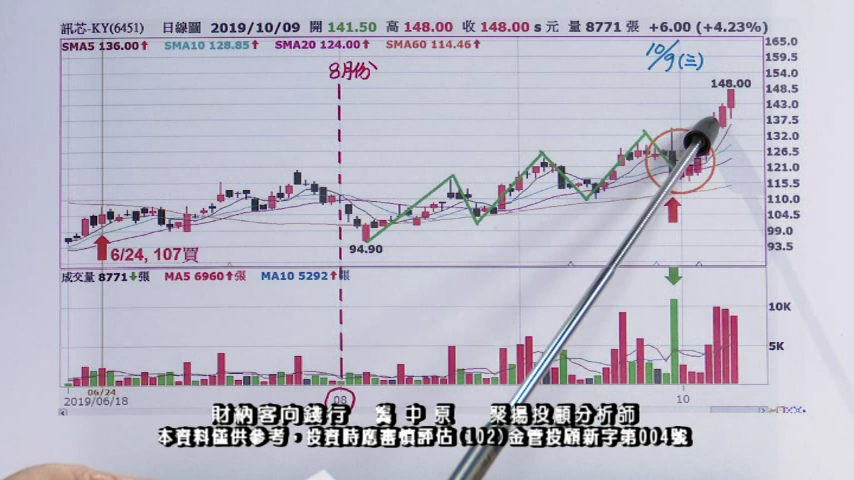 訊芯-KY(6451) 日線圖 2019/10/09 開 141.50 高 148.00 收 148.00 s 元 量 8771 張 +6.00 (+4.23%)
SMA5 136.00↑ SMA10 128.85↑ SMA20 124.00↑ SMA60 114.46↑
165.0
159.5
154.0
148.5
143.0
137.5
132.0
126.5
121.0
115.5
110.0
104.5
99.0
93.5
8月份
10/9(三)
148.00
94.90
6/24, 107買
成交量 8771↓張 MA5 6960↑張 MA10 5292↑張
10K
5K
06/24
2019/06/18 08 10
財納客向錢行 馮中京 聚揚投顧分析師
本資料僅供參考，投資時應審慎評估(102)金管投顧新字第004號